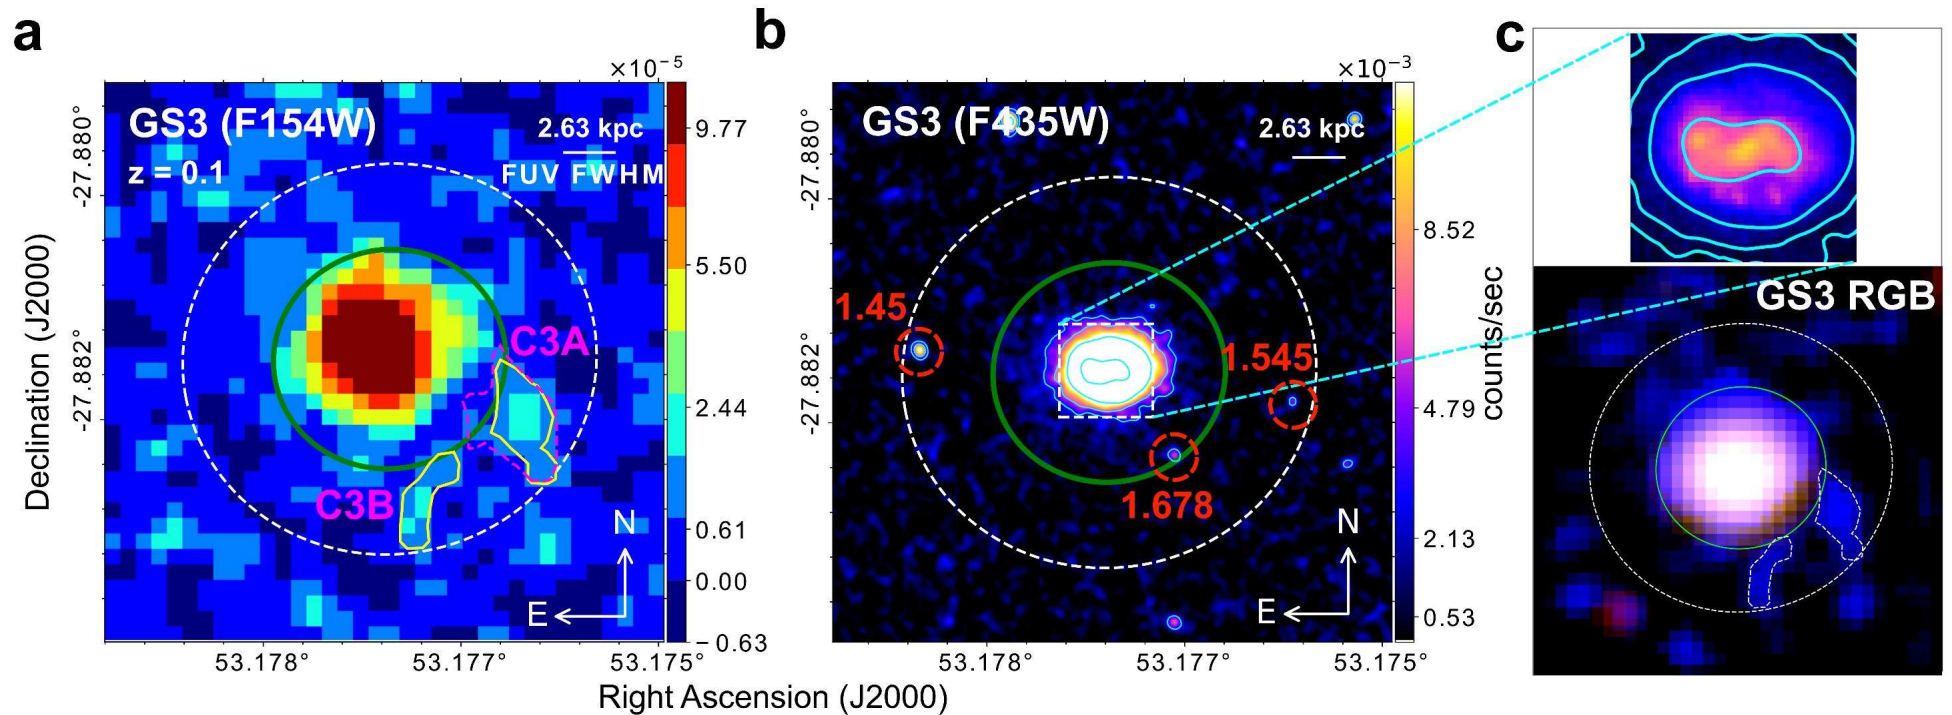 a
×10⁻⁵
GS3 (F154W)
z = 0.1
2.63 kpc
FUV FWHM
C3A
C3B
N
E
9.77
5.50
2.44
0.61
0.00
−0.63
-27.880°
-27.882°
Declination (J2000)
53.178°
53.177°
53.175°
b
×10⁻³
GS3 (F435W)
2.63 kpc
1.45
1.545
1.678
N
E
8.52
4.79
2.13
0.53
counts/sec
-27.880°
-27.882°
53.178°
53.177°
53.175°
Right Ascension (J2000)
c
GS3 RGB